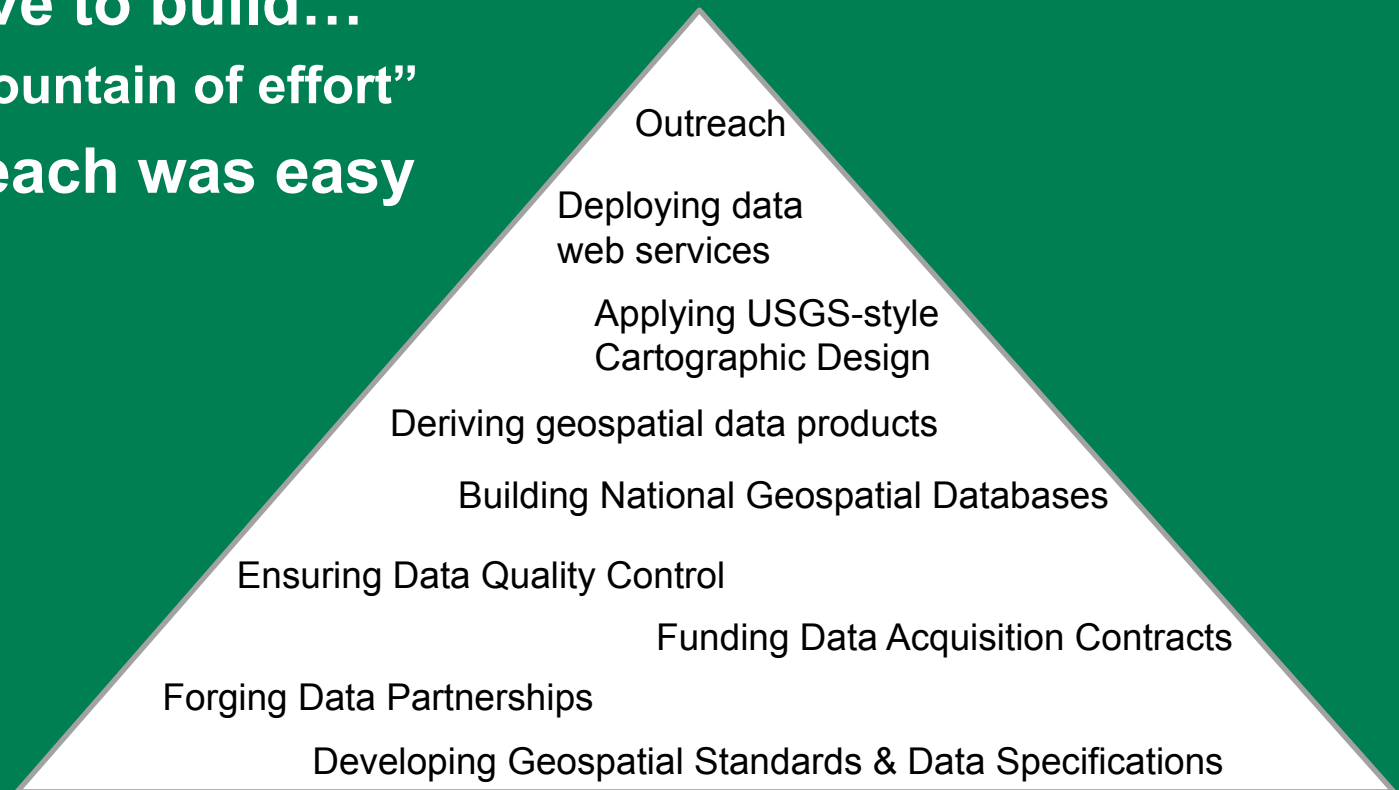 ve to build…
ountain of effort”
each was easy
Outreach
Deploying data
web services
Applying USGS-style
Cartographic Design
Deriving geospatial data products
Building National Geospatial Databases
Ensuring Data Quality Control
Funding Data Acquisition Contracts
Forging Data Partnerships
Developing Geospatial Standards & Data Specifications